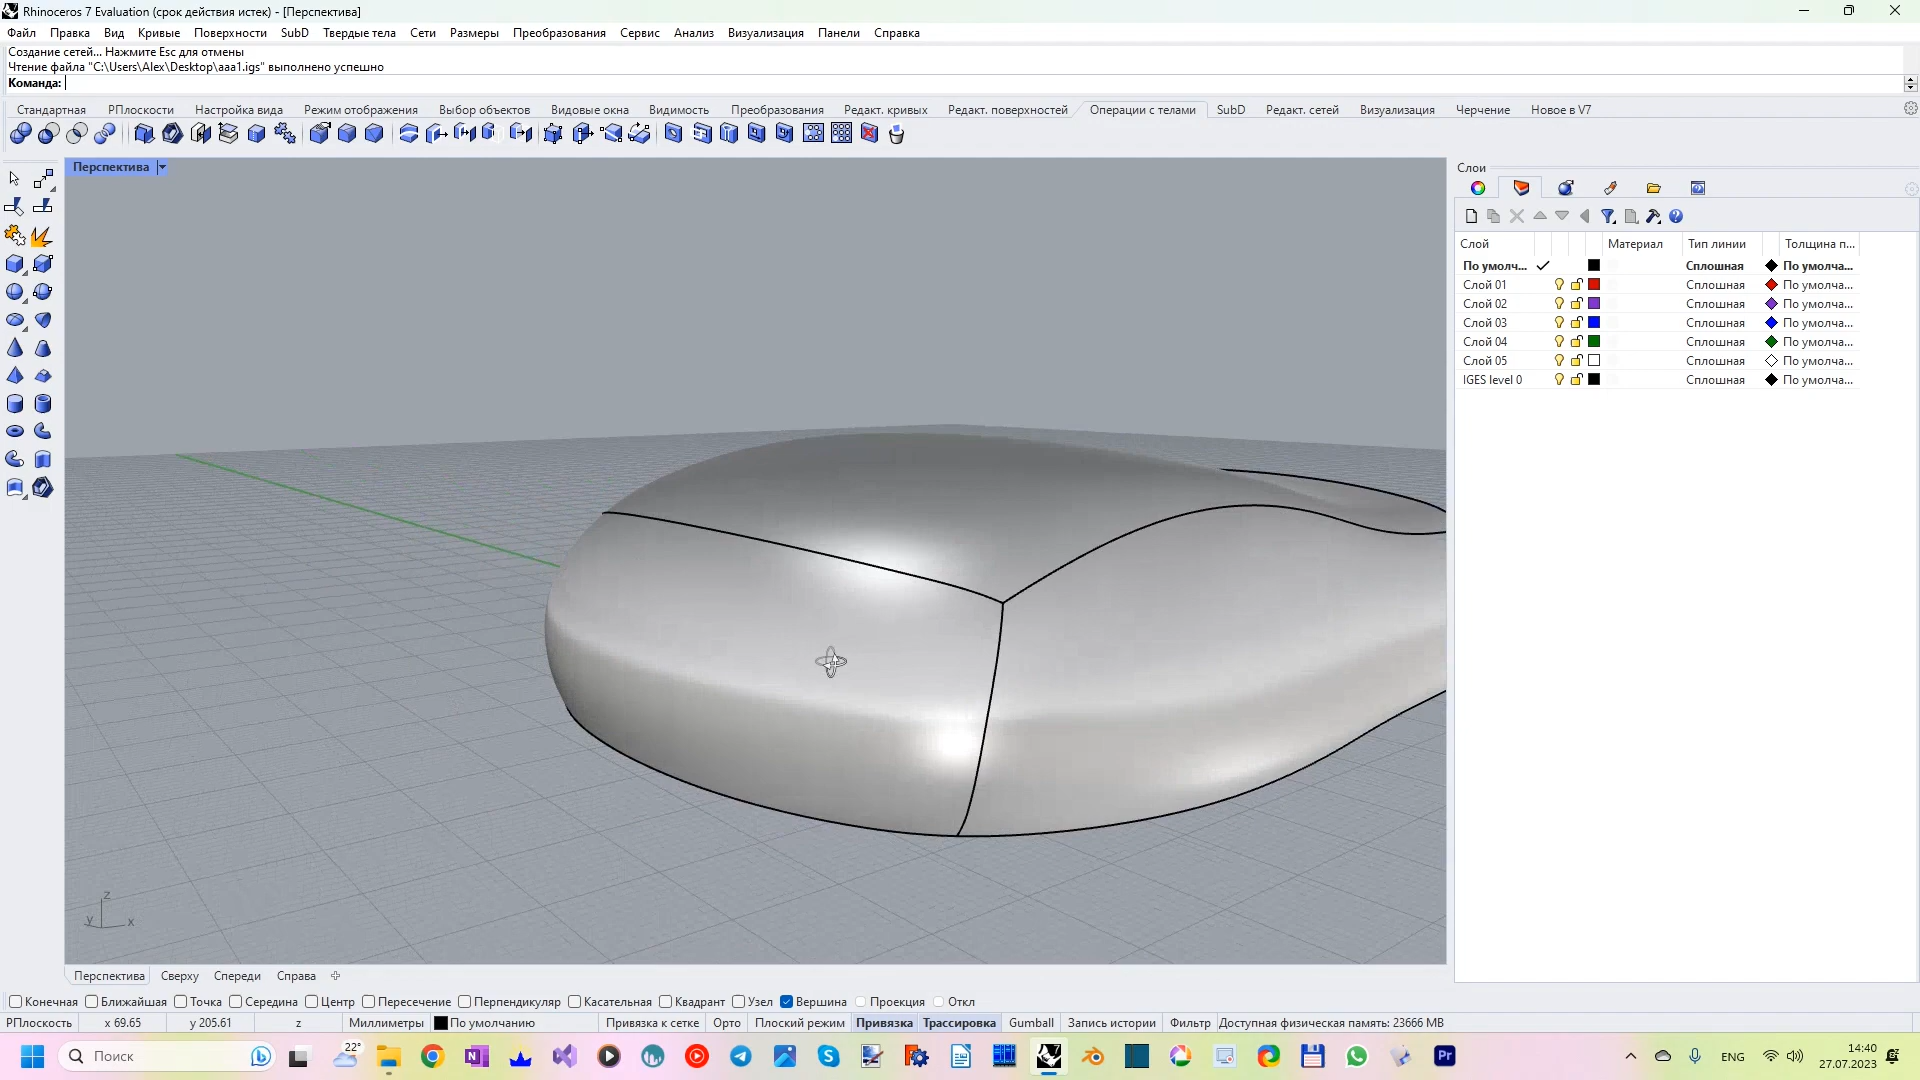 Rhinoceros 7 Evaluation (срок действия истек) - [Перспектива]
Файл Правка Вид Кривые Поверхности SubD Твердые тела Сети Размеры Преобразования Сервис Анализ Визуализация Панели Справка
Создание сетей... Нажмите Esc для отмены
Чтение файла "C:\Users\Alex\Desktop\aaa1.igs" выполнено успешно
Команда:
Стандартная РПлоскости Настройка вида Режим отображения Выбор объектов Видовые окна Видимость Преобразования Редакт. кривых Редакт. поверхностей Операции с телами SubD Редакт. сетей Визуализация Черчение Новое в V7
Перспектива
Слои
Слой Материал Тип линии Толщина п...
По умолч... Сплошная По умолча...
Слой 01 Сплошная По умолча...
Слой 02 Сплошная По умолча...
Слой 03 Сплошная По умолча...
Слой 04 Сплошная По умолча...
Слой 05 Сплошная По умолча...
IGES level 0 Сплошная По умолча...
z
y x
Перспектива Сверху Спереди Справа
Конечная Ближайшая Точка Середина Центр Пересечение Перпендикуляр Касательная Квадрант Узел Вершина Проекция Откл
РПлоскость x 69.65 y 205.61 z Миллиметры По умолчанию Привязка к сетке Орто Плоский режим Привязка Трассировка Gumball Запись истории Фильтр Доступная физическая память: 23666 MB
Поиск 22° Pr ENG 14:40
27.07.2023